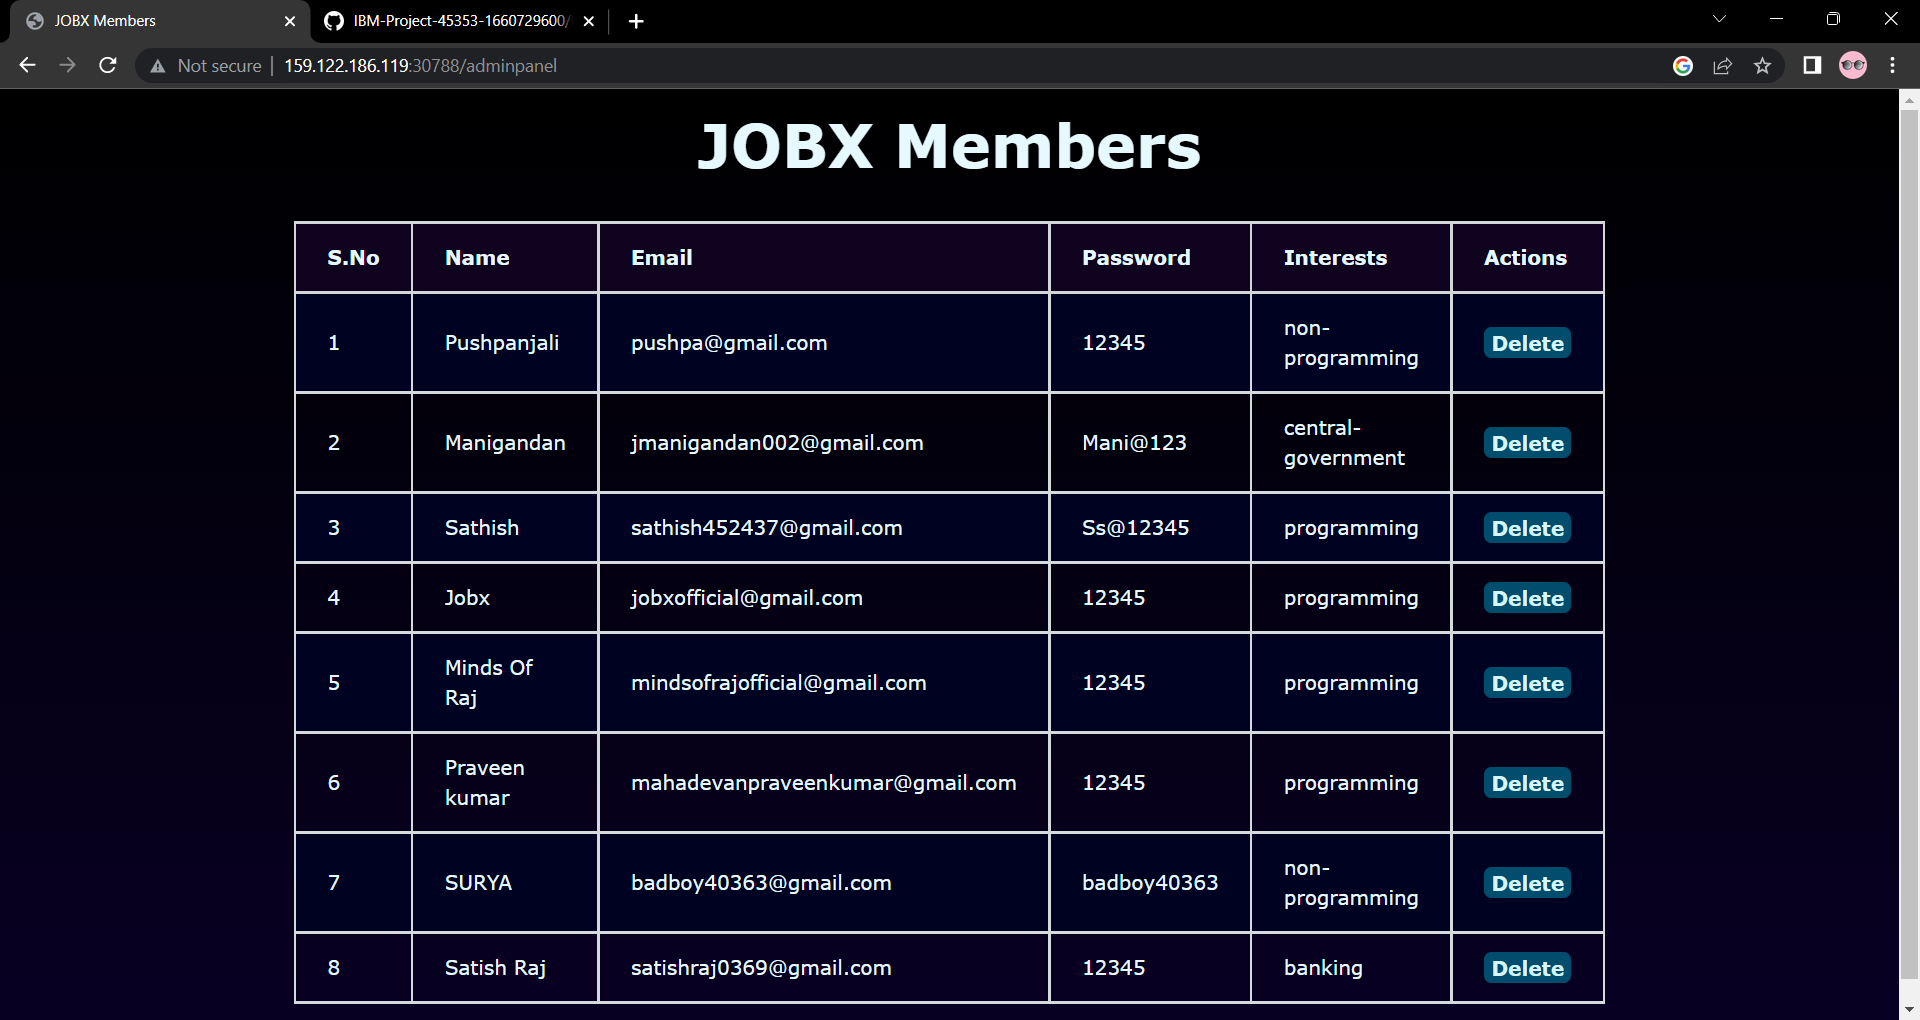 JOBX Members
IBM-Project-45353-1660729600/
Not secure 159.122.186.119:30788/adminpanel
JOBX Members
S.No Name Email Password Interests Actions
1 Pushpanjali pushpa@gmail.com 12345 non-programming Delete
2 Manigandan jmanigandan002@gmail.com Mani@123 central-government Delete
3 Sathish sathish452437@gmail.com Ss@12345 programming Delete
4 Jobx jobxofficial@gmail.com 12345 programming Delete
5 Minds Of Raj mindsofrajofficial@gmail.com 12345 programming Delete
6 Praveen kumar mahadevanpraveenkumar@gmail.com 12345 programming Delete
7 SURYA badboy40363@gmail.com badboy40363 non-programming Delete
8 Satish Raj satishraj0369@gmail.com 12345 banking Delete